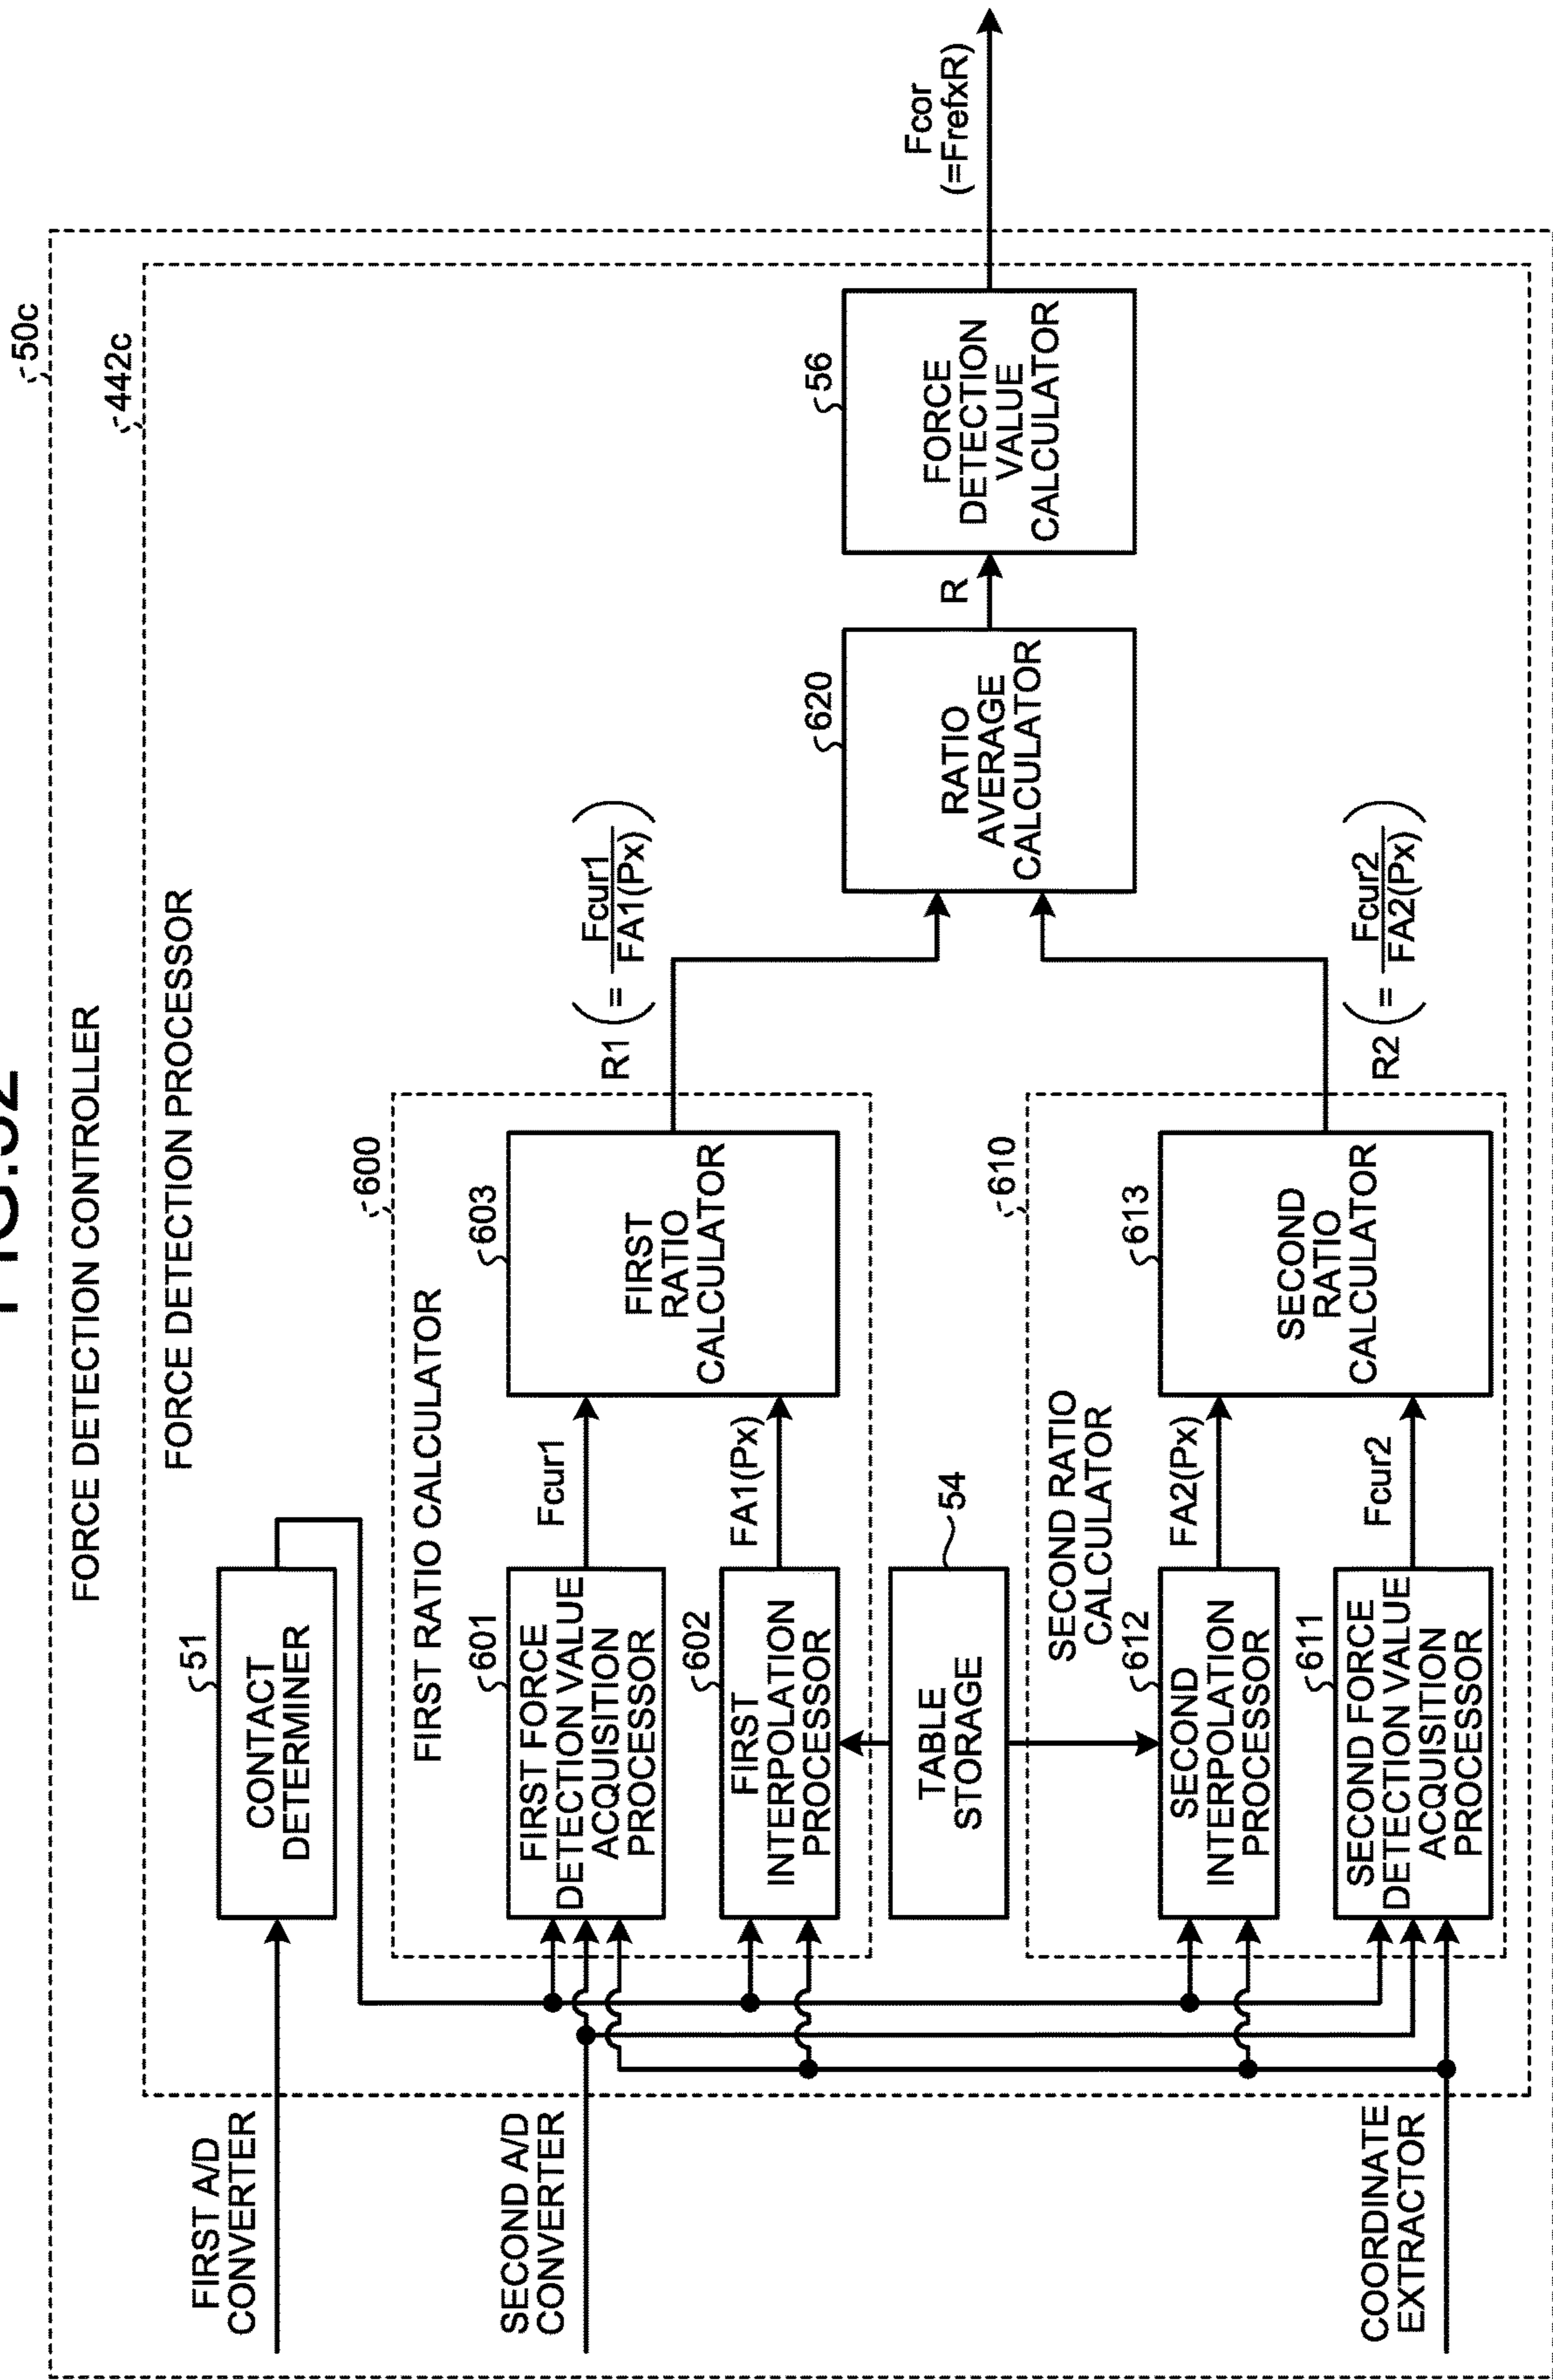 FIG.32
50c
FORCE DETECTION CONTROLLER
442c
FORCE DETECTION PROCESSOR
FIRST A/D
CONVERTER
51
CONTACT
DETERMINER
600
FIRST RATIO CALCULATOR
SECOND A/D
CONVERTER
601
FIRST FORCE
DETECTION VALUE
ACQUISITION
PROCESSOR
Fcur1
603
FIRST
RATIO
CALCULATOR
R1 ( = Fcur1
FA1(Px) )
602
FIRST
INTERPOLATION
PROCESSOR
FA1(Px)
TABLE
STORAGE
54
620
RATIO
AVERAGE
CALCULATOR
R
56
FORCE
DETECTION
VALUE
CALCULATOR
Fcor
(=FrefxR)
610
SECOND RATIO
CALCULATOR
612
SECOND
INTERPOLATION
PROCESSOR
FA2(Px)
613
SECOND
RATIO
CALCULATOR
R2 ( = Fcur2
FA2(Px) )
COORDINATE
EXTRACTOR
611
SECOND FORCE
DETECTION VALUE
ACQUISITION
PROCESSOR
Fcur2